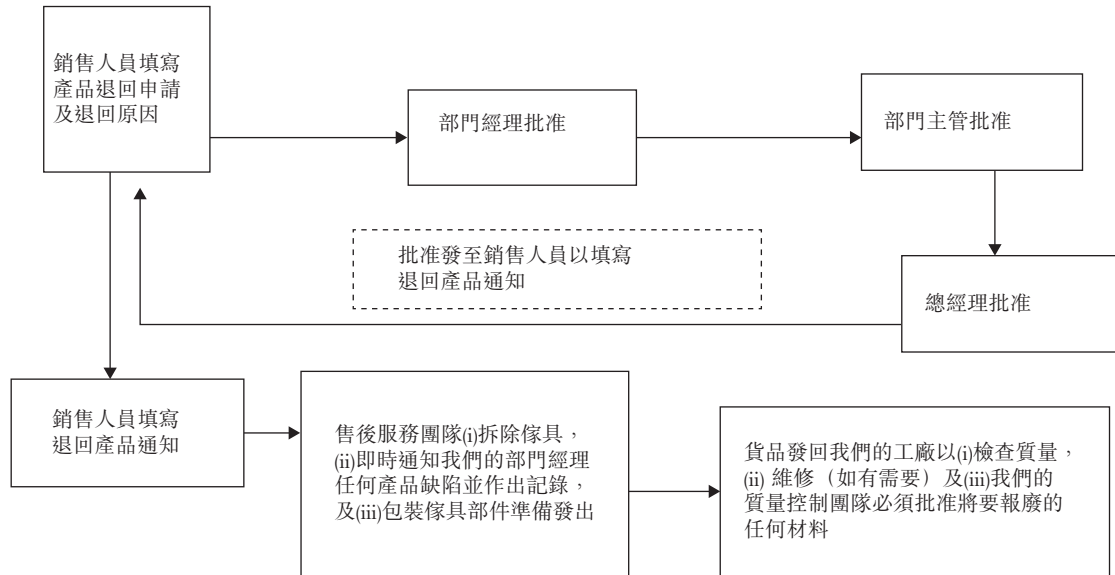 銷售人員填寫
產品退回申請
及退回原因
部門經理批准
部門主管批准
批准發至銷售人員以填寫
退回產品通知
總經理批准
銷售人員填寫
退回產品通知
售後服務團隊(i)拆除傢具，
(ii)即時通知我們的部門經理
任何產品缺陷並作出記錄，
及(iii)包裝傢具部件準備發出
貨品發回我們的工廠以(i)檢查質量，
(ii) 維修（如有需要）及(iii)我們的
質量控制團隊必須批准將要報廢的
任何材料